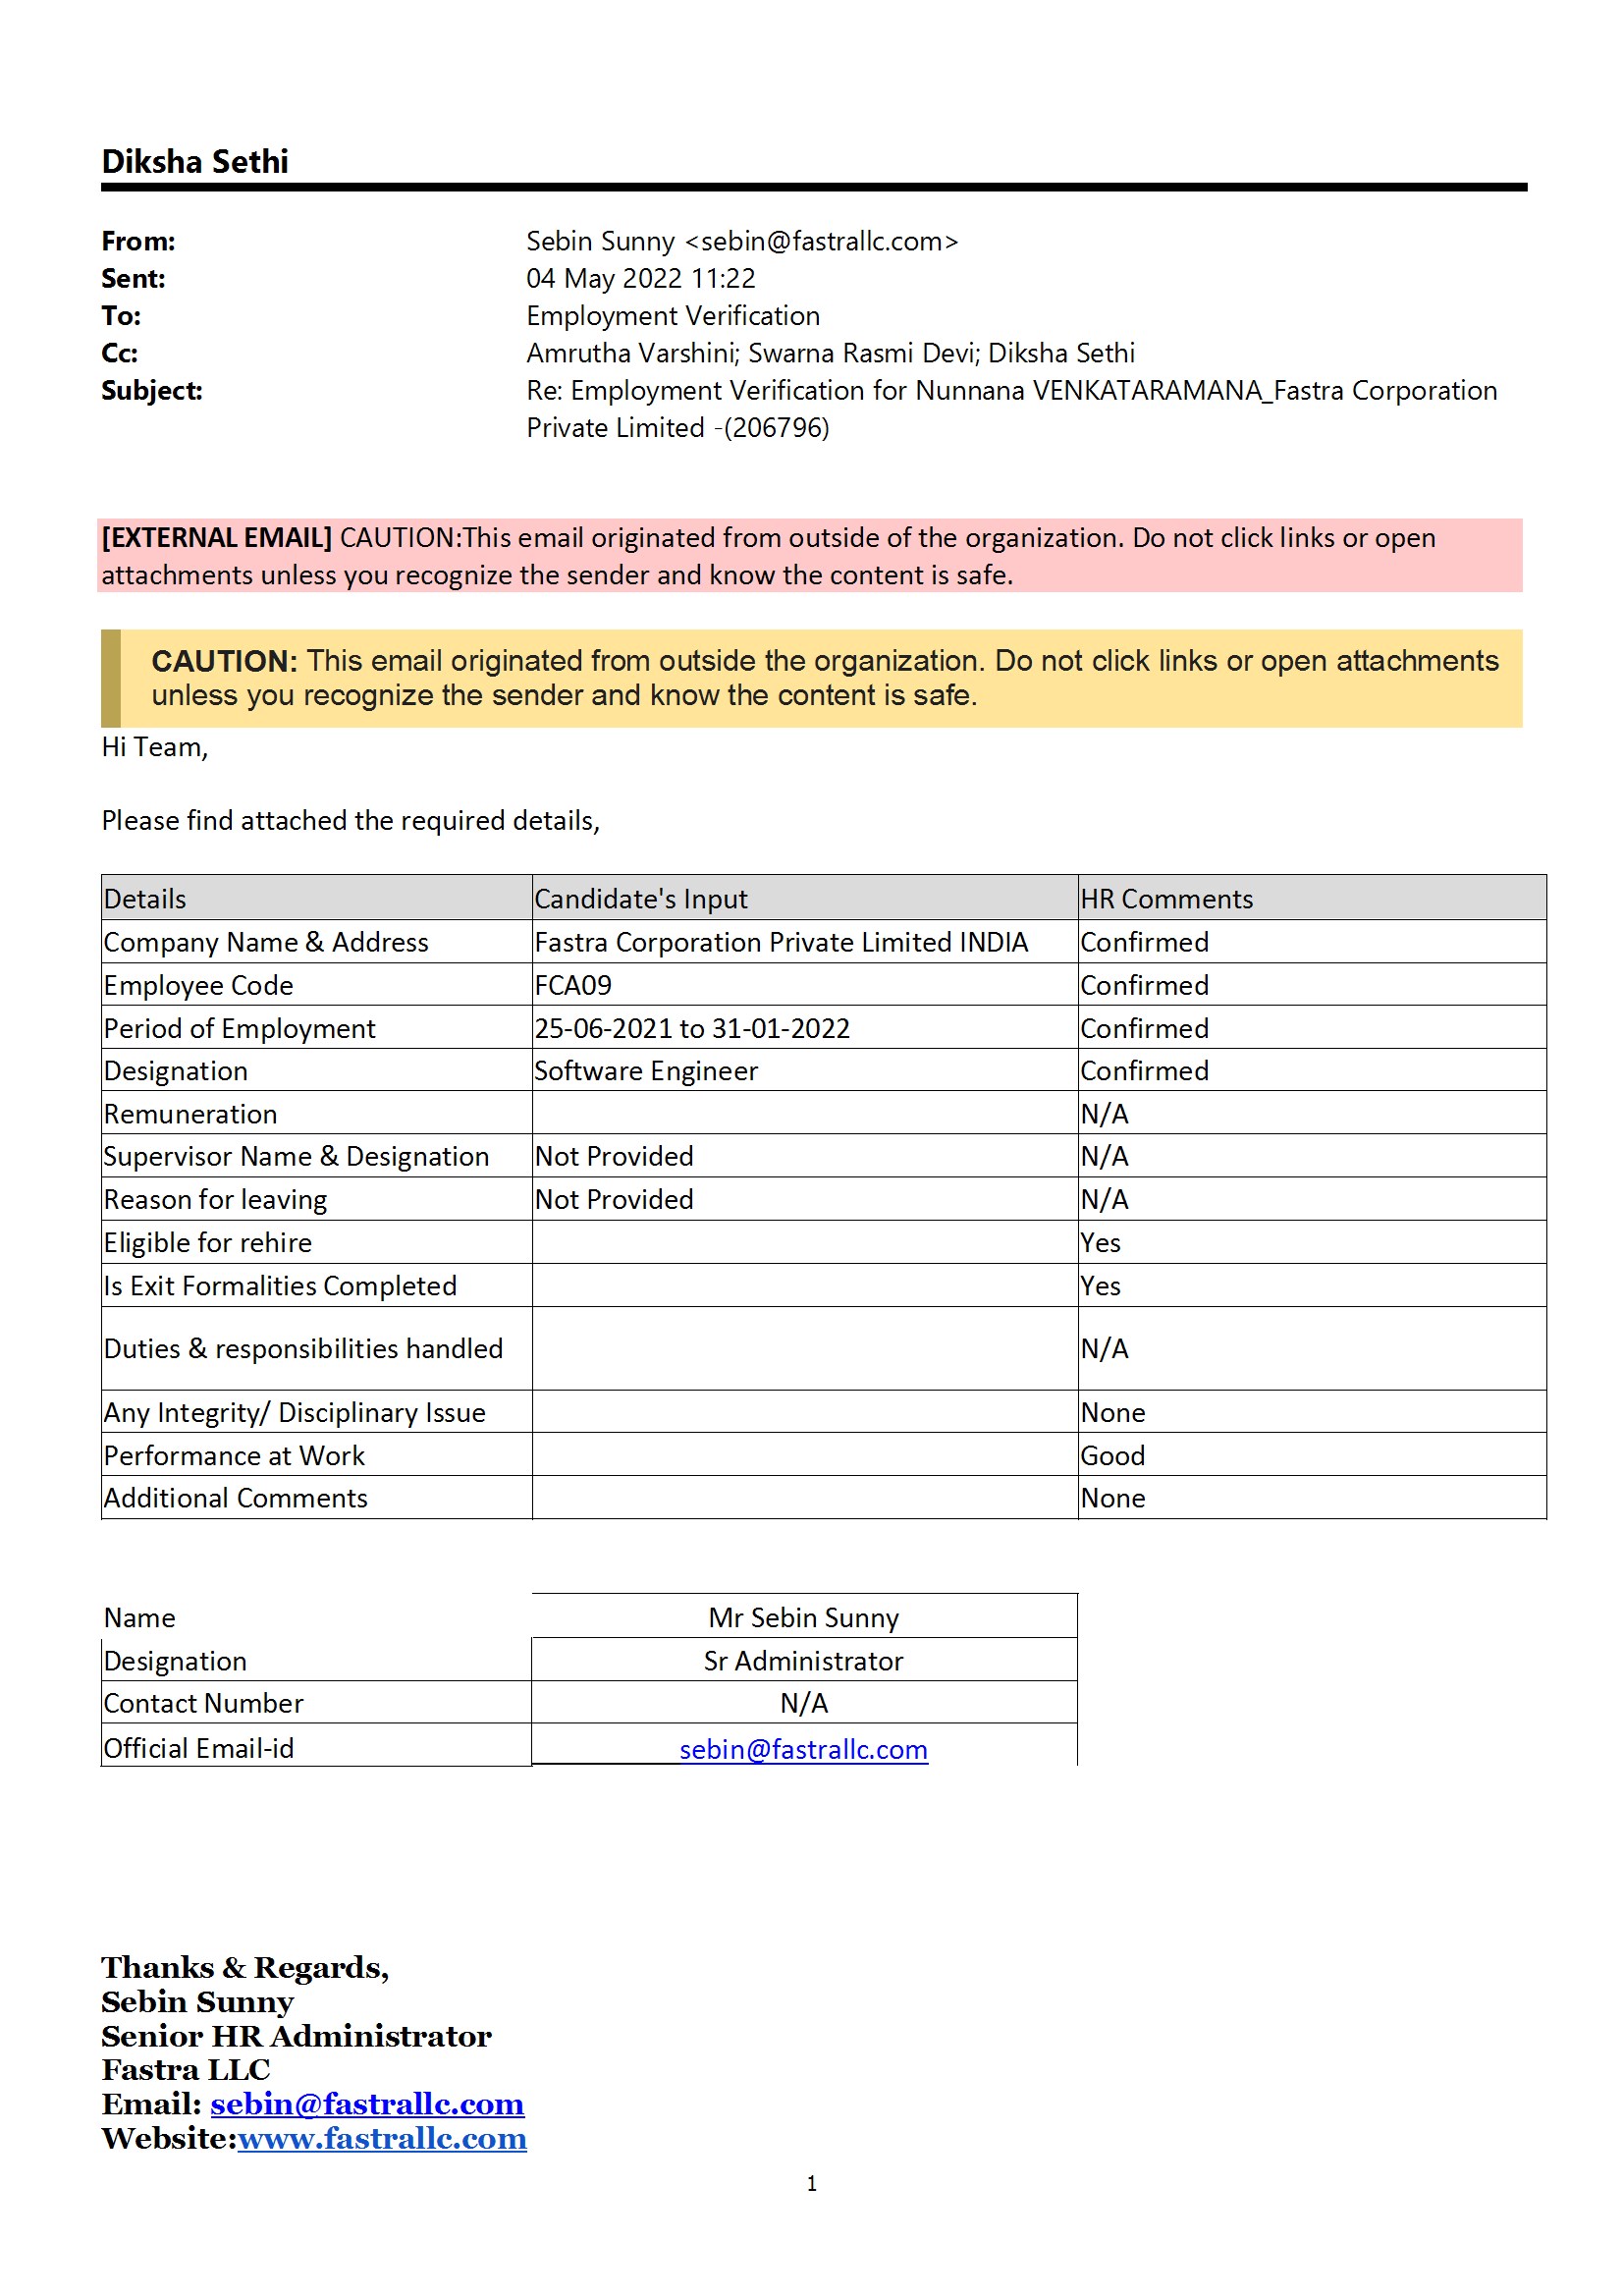 Diksha Sethi
From: Sebin Sunny <sebin@fastrallc.com>
Sent: 04 May 2022 11:22
To: Employment Verification
Cc: Amrutha Varshini; Swarna Rasmi Devi; Diksha Sethi
Subject: Re: Employment Verification for Nunnana VENKATARAMANA_Fastra Corporation
Private Limited -(206796)
[EXTERNAL EMAIL] CAUTION:This email originated from outside of the organization. Do not click links or open
attachments unless you recognize the sender and know the content is safe.
CAUTION: This email originated from outside the organization. Do not click links or open attachments
unless you recognize the sender and know the content is safe.
Hi Team,
Please find attached the required details,
Details Candidate's Input HR Comments
Company Name & Address Fastra Corporation Private Limited INDIA Confirmed
Employee Code FCA09 Confirmed
Period of Employment 25-06-2021 to 31-01-2022 Confirmed
Designation Software Engineer Confirmed
Remuneration N/A
Supervisor Name & Designation Not Provided N/A
Reason for leaving Not Provided N/A
Eligible for rehire Yes
Is Exit Formalities Completed Yes
Duties & responsibilities handled N/A
Any Integrity/ Disciplinary Issue None
Performance at Work Good
Additional Comments None
Name Mr Sebin Sunny
Designation Sr Administrator
Contact Number N/A
Official Email-id sebin@fastrallc.com
Thanks & Regards,
Sebin Sunny
Senior HR Administrator
Fastra LLC
Email: sebin@fastrallc.com
Website:www.fastrallc.com
1